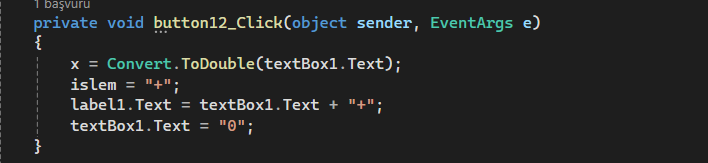 1 başvuru
private void button12_Click(object sender, EventArgs e)
{
x = Convert.ToDouble(textBox1.Text);
islem = "+";
label1.Text = textBox1.Text + "+";
textBox1.Text = "0";
}